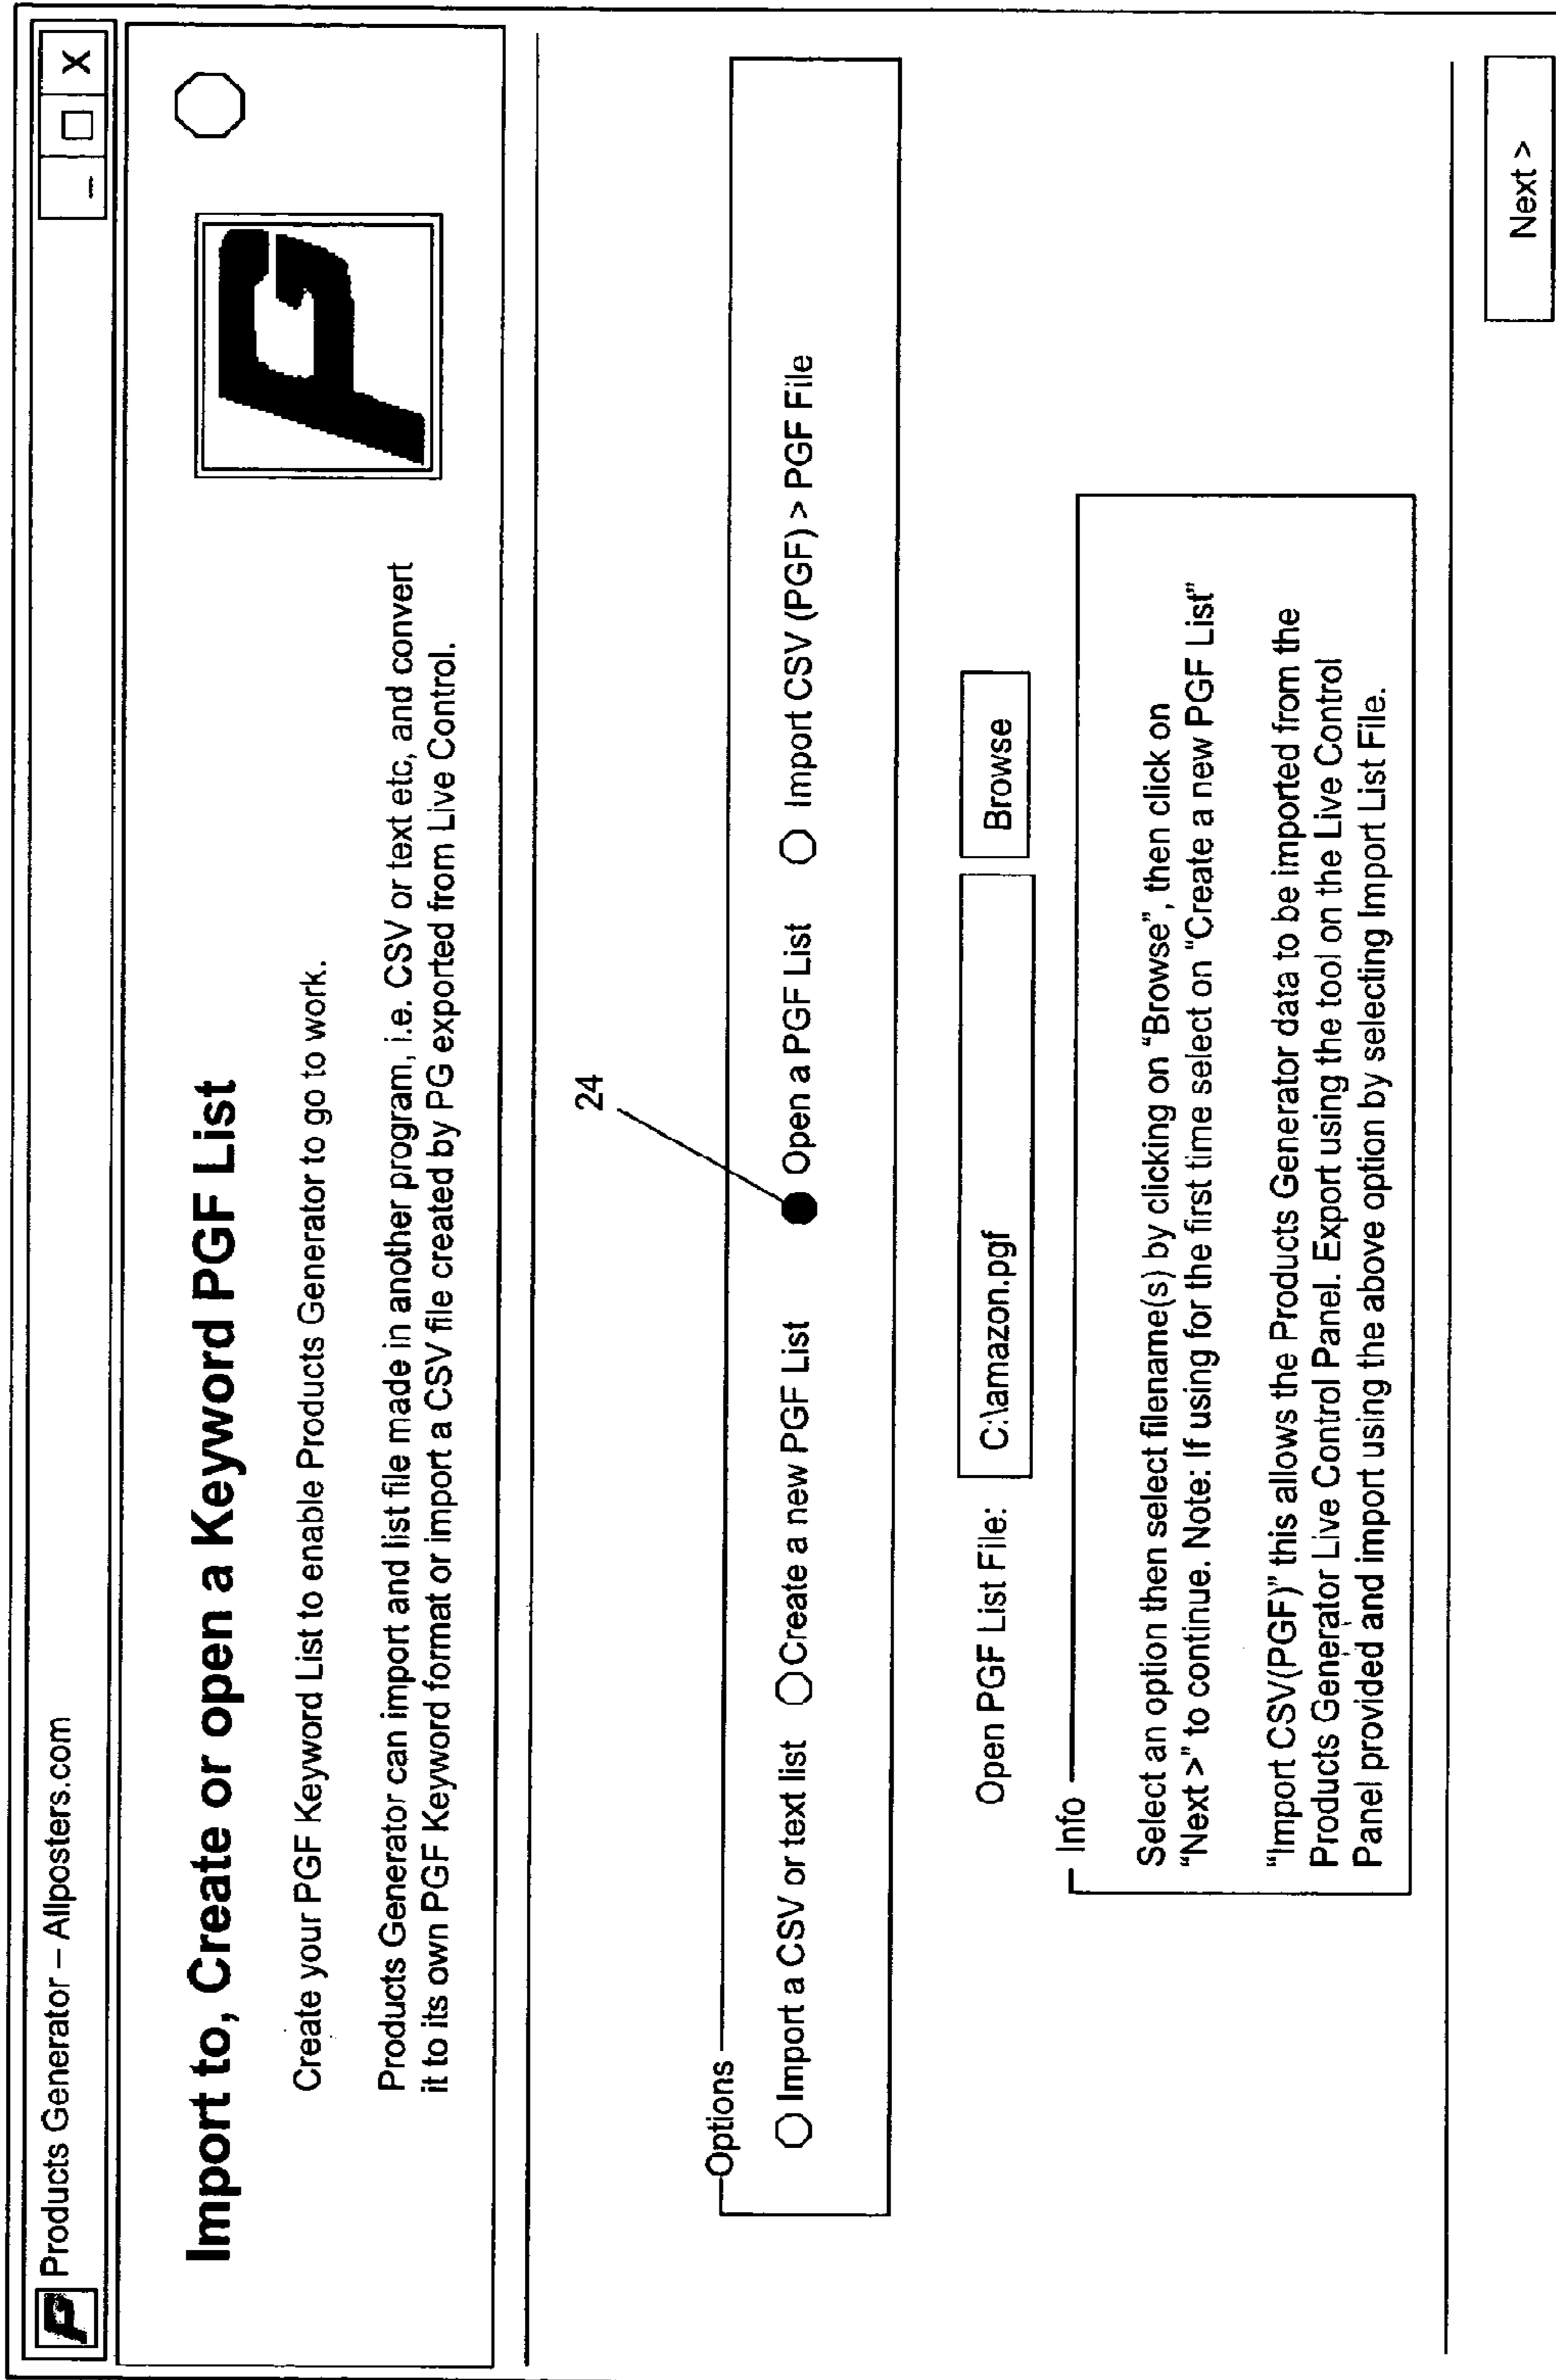 PG Products Generator – Allposters.com
– □ X
Import to, Create or open a Keyword PGF List
Create your PGF Keyword List to enable Products Generator to go to work.
Products Generator can import and list file made in another program, i.e. CSV or text etc, and convert
it to its own PGF Keyword format or import a CSV file created by PG exported from Live Control.
PG
24
Options
Import a CSV or text list Create a new PGF List Open a PGF List Import CSV (PGF) > PGF File
Open PGF List File: C:\amazon.pgf Browse
Info
Select an option then select filename(s) by clicking on "Browse", then click on
"Next >" to continue. Note: If using for the first time select on "Create a new PGF List"
"Import CSV(PGF)" this allows the Products Generator data to be imported from the
Products Generator Live Control Panel. Export using the tool on the Live Control
Panel provided and import using the above option by selecting Import List File.
Next >